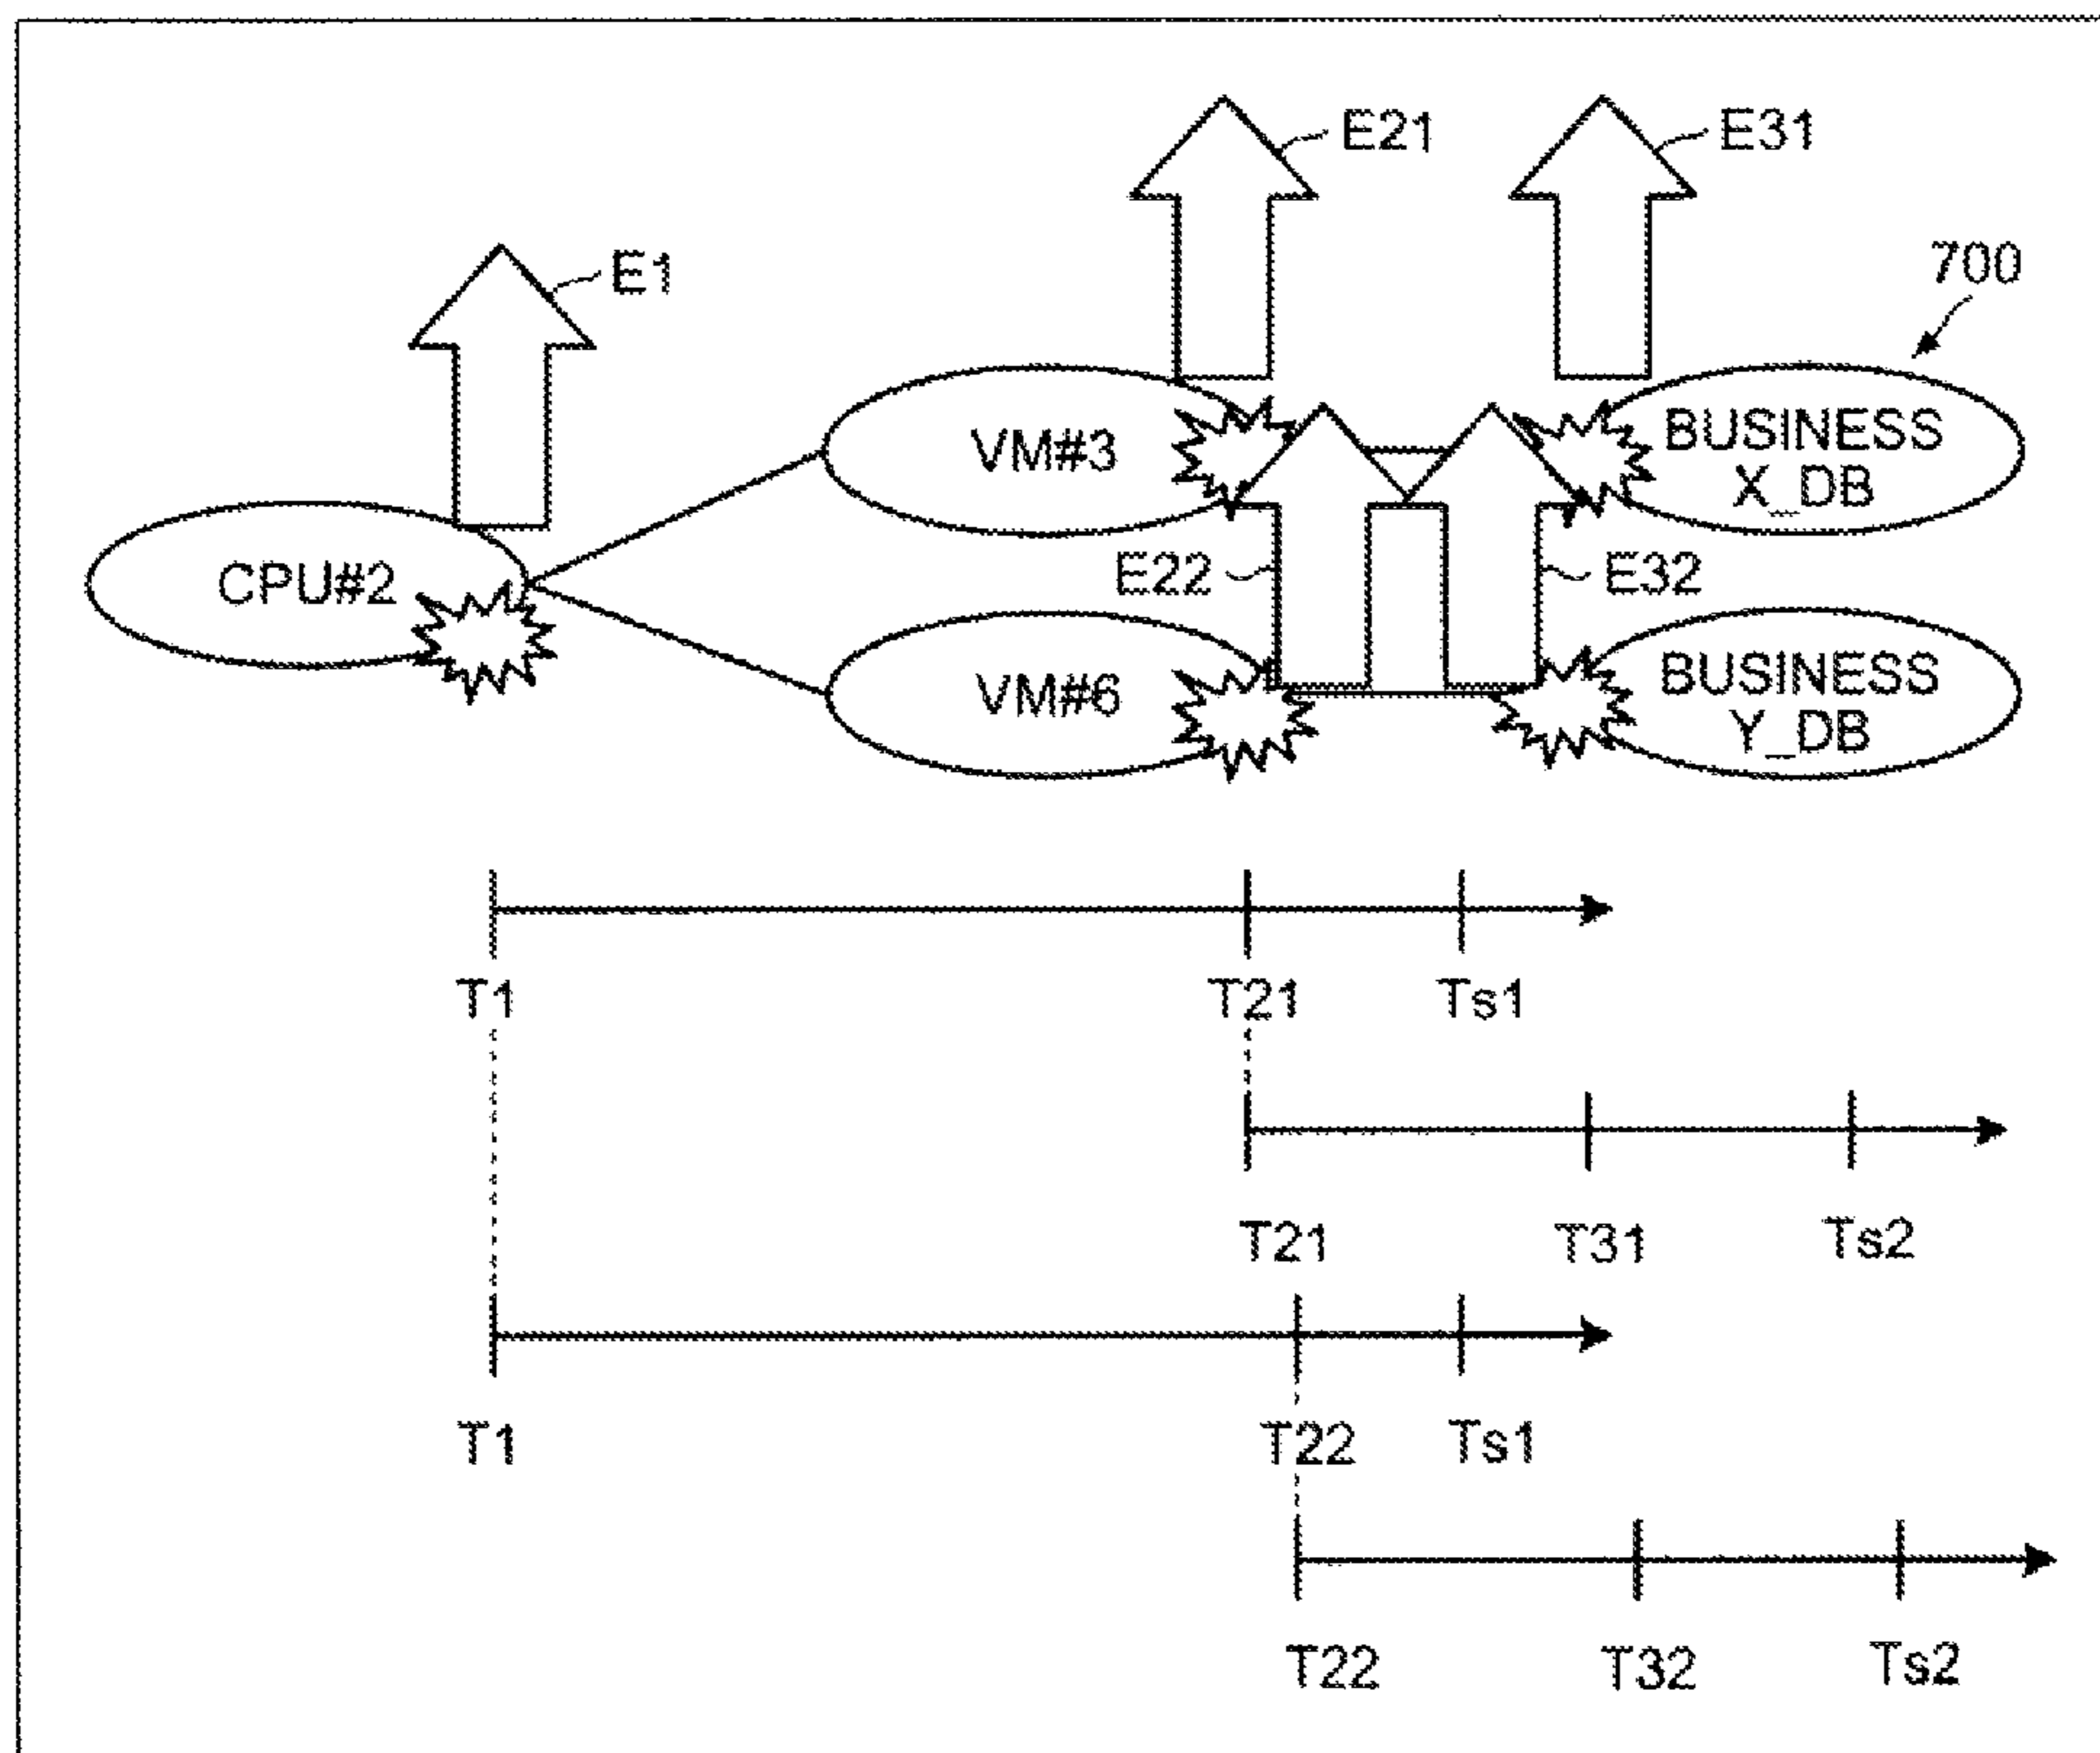 E21
E31
E1
700
VM#3
BUSINESS
X_DB
CPU#2
E22
E32
VM#6
BUSINESS
Y_DB
T1
T21
Ts1
T21
T31
Ts2
T1
T22
Ts1
T22
T32
Ts2